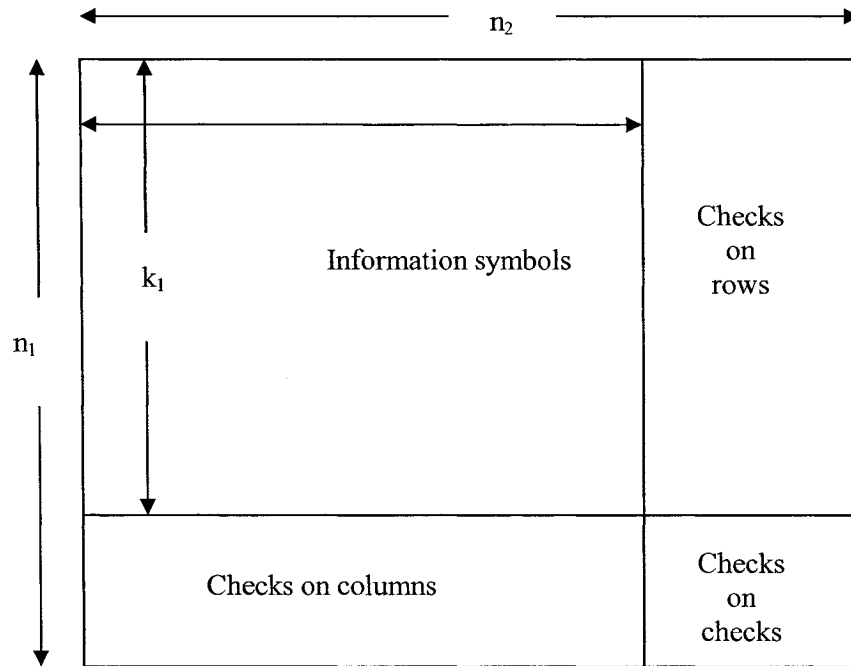 n₂
Checks
on
rows
Information symbols
k₁
n₁
Checks on columns
Checks
on
checks